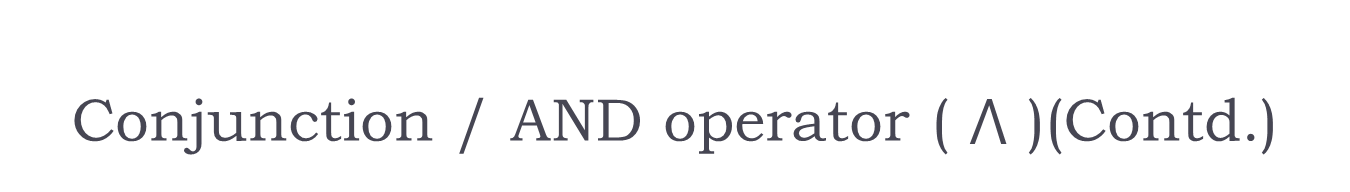 Conjunction / AND operator ( Λ )(Contd.)